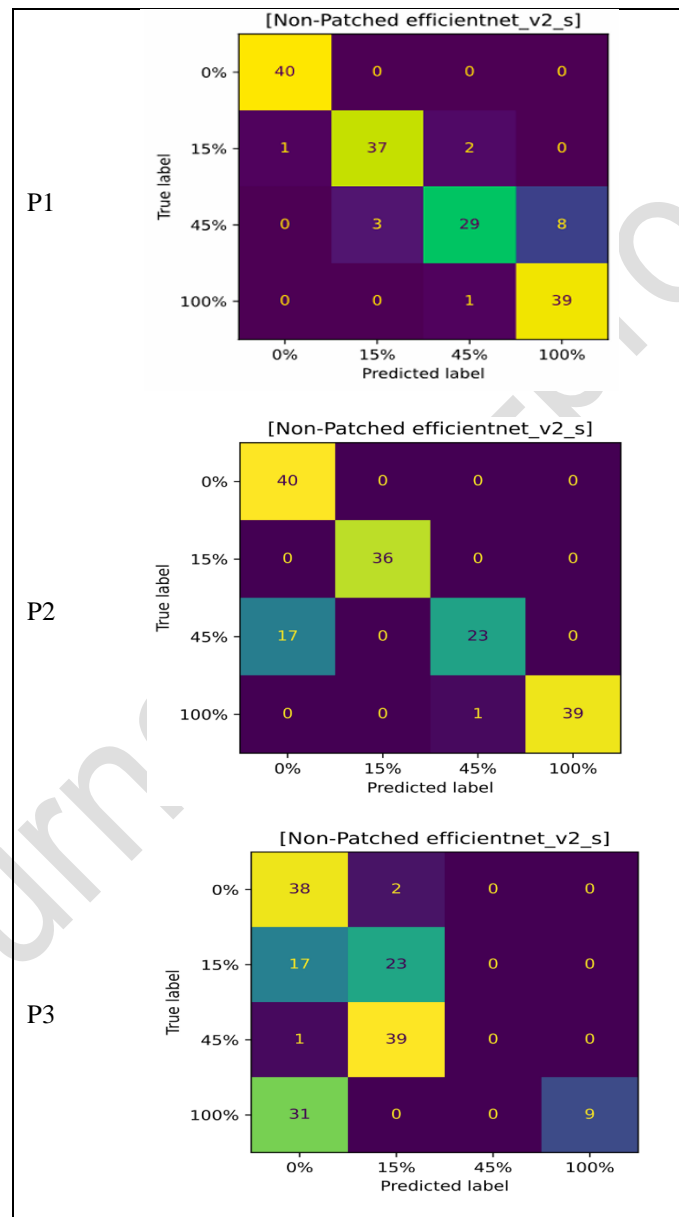 P1
[Non-Patched efficientnet_v2_s]
True label
0% 40 0 0 0
15% 1 37 2 0
45% 0 3 29 8
100% 0 0 1 39
0% 15% 45% 100%
Predicted label
P2
[Non-Patched efficientnet_v2_s]
True label
0% 40 0 0 0
15% 0 36 0 0
45% 17 0 23 0
100% 0 0 1 39
0% 15% 45% 100%
Predicted label
P3
[Non-Patched efficientnet_v2_s]
True label
0% 38 2 0 0
15% 17 23 0 0
45% 1 39 0 0
100% 31 0 0 9
0% 15% 45% 100%
Predicted label